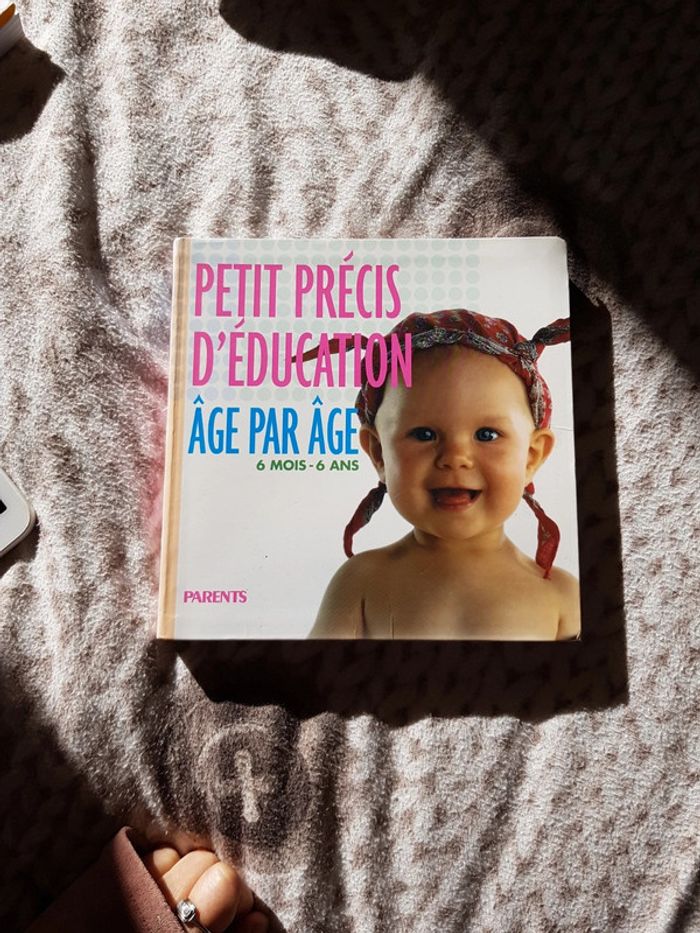 PETIT PRÉCIS
D'ÉDUCATION
ÂGE PAR ÂGE
6 MOIS - 6 ANS
PARENTS